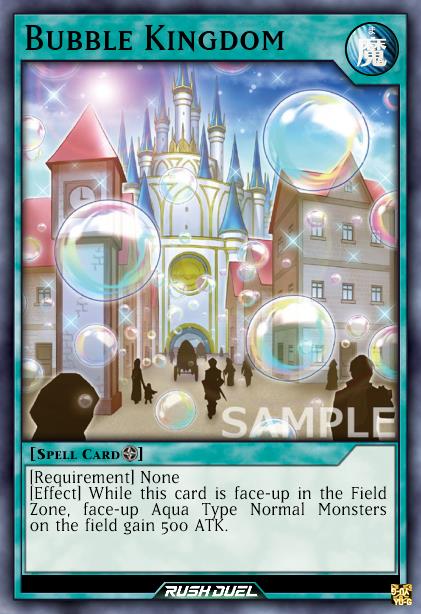 Bubble Kingdom
ま
魔
SAMPLE
[Spell Card]
[Requirement] None
[Effect] While this card is face-up in the Field
Zone, face-up Aqua Type Normal Monsters
on the field gain 500 ATK.
RUSH DUEL